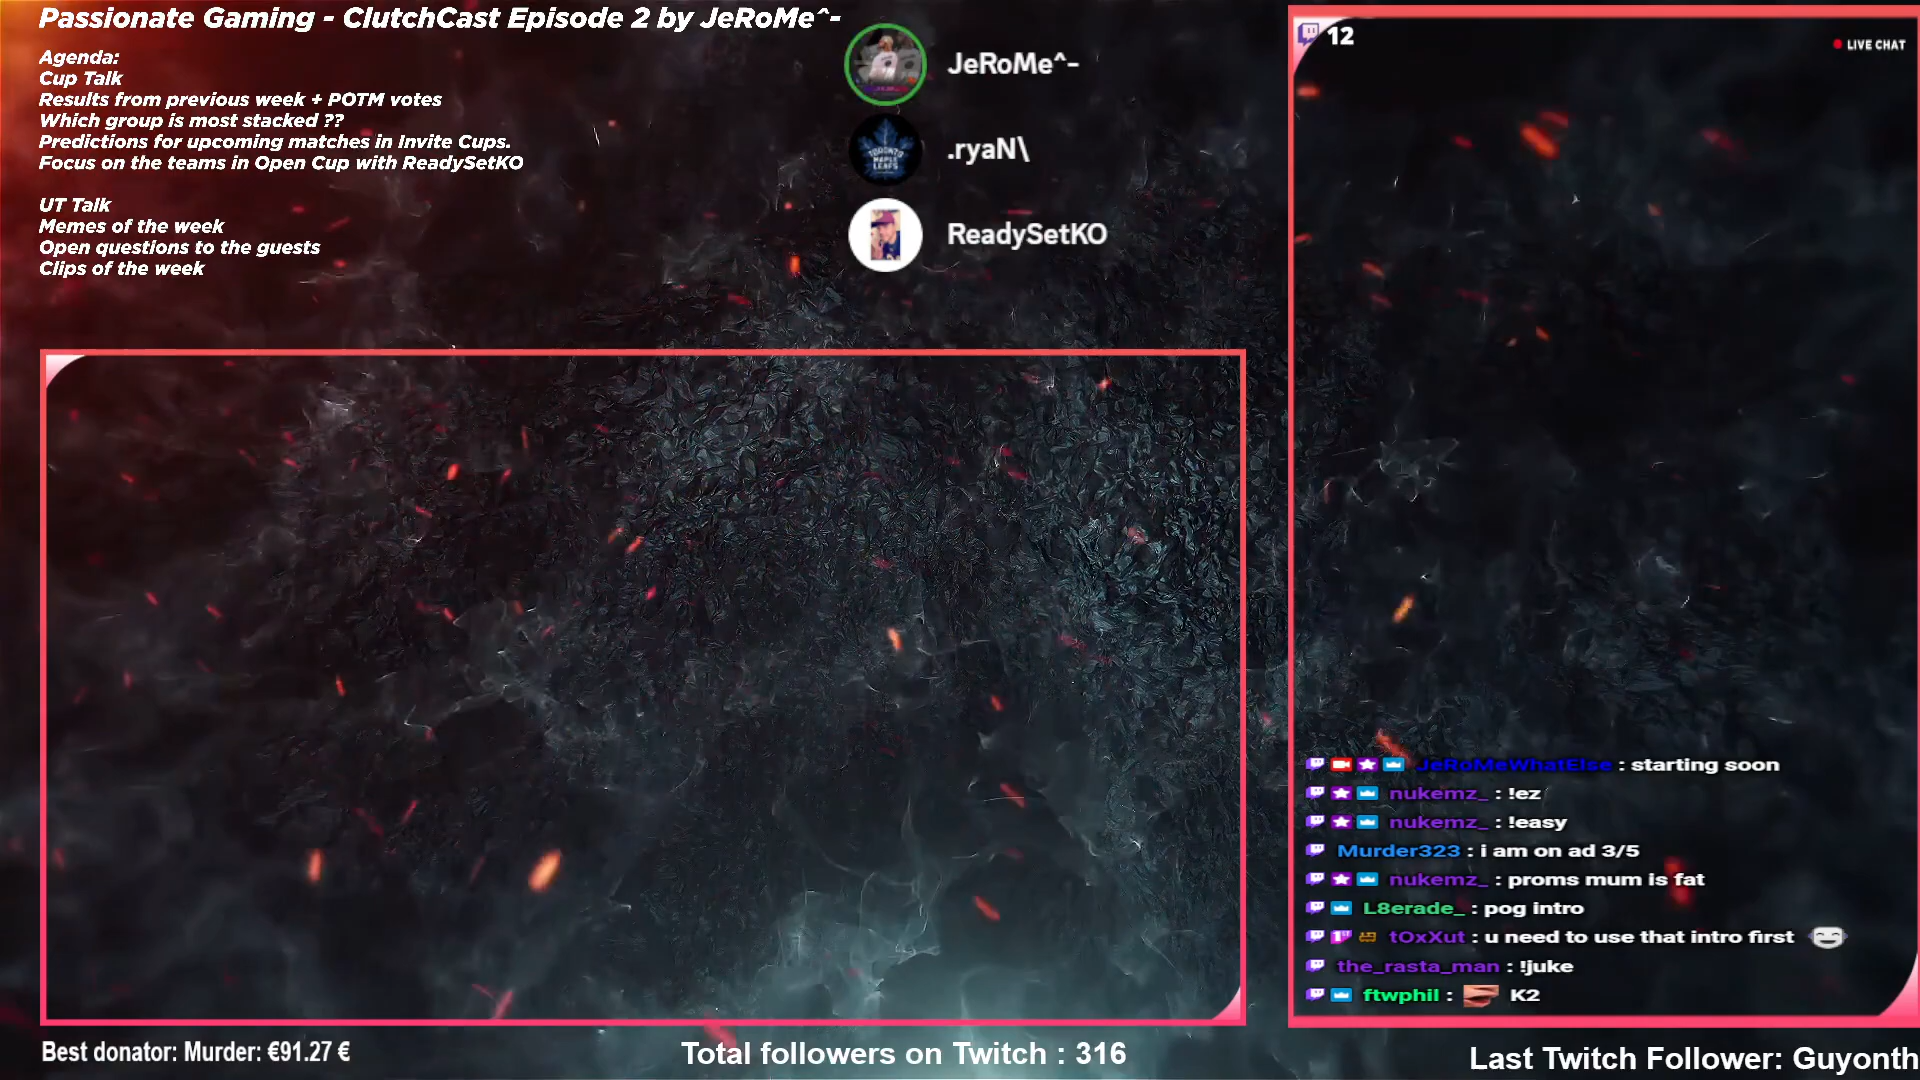 Passionate Gaming - ClutchCast Episode 2 by JeRoMe^-
Agenda:
Cup Talk
Results from previous week + POTM votes
Which group is most stacked ??
Predictions for upcoming matches in Invite Cups.
Focus on the teams in Open Cup with ReadySetKO
UT Talk
Memes of the week
Open questions to the guests
Clips of the week
JeRoMe^-
TORONTO
MAPLE
LEAFS
.ryaN\
ReadySetKO
12
LIVE CHAT
JeRoMeWhatElse : starting soon
nukemz_ : !ez
nukemz_ : !easy
Murder323 : i am on ad 3/5
nukemz_ : proms mum is fat
L8erade_ : pog intro
tOxXut : u need to use that intro first
the_rasta_man : !juke
ftwphil : K2
Best donator: Murder: €91.27 €
Total followers on Twitch : 316
Last Twitch Follower: Guyonth